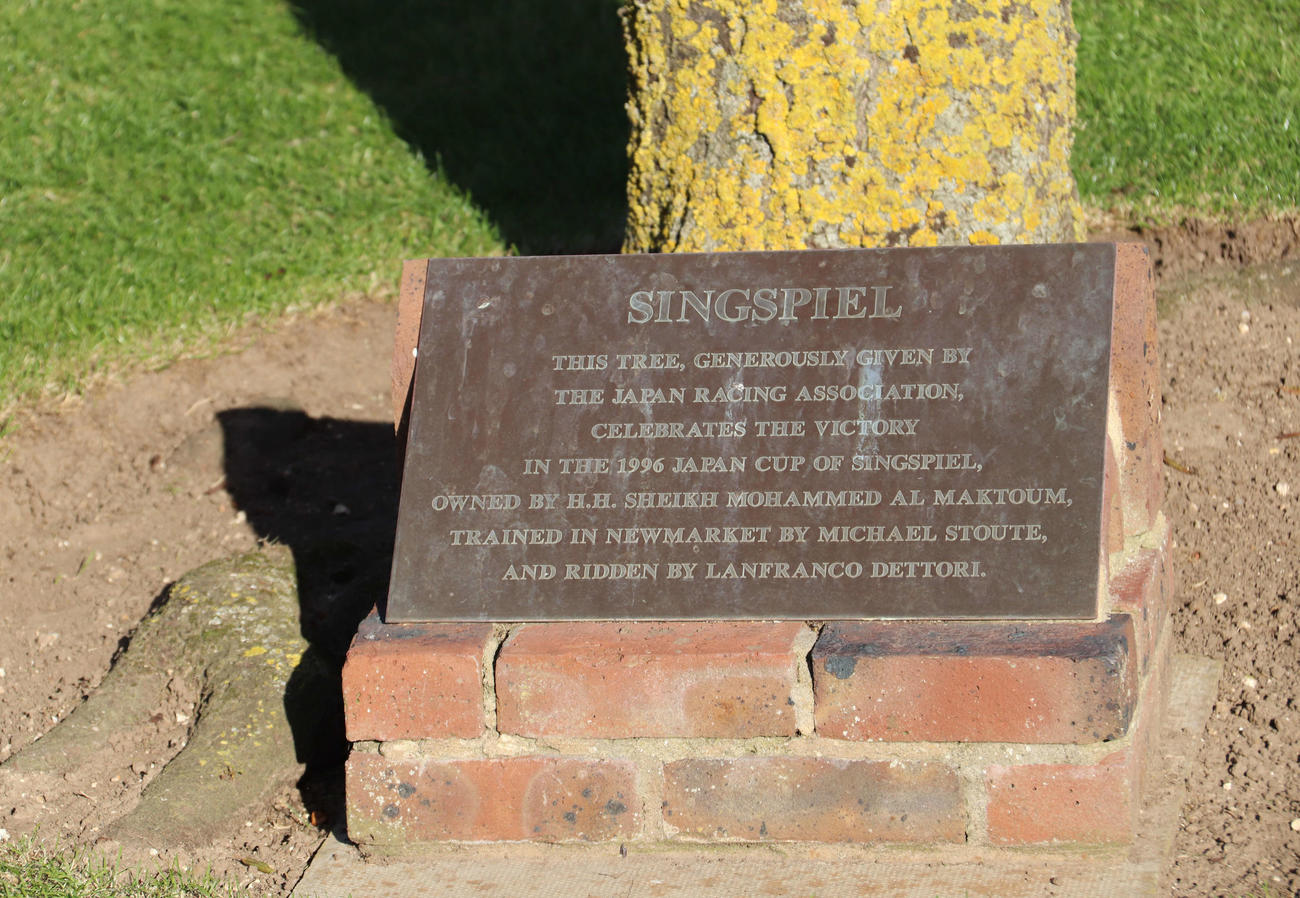 SINGSPIEL
THIS TREE, GENEROUSLY GIVEN BY
THE JAPAN RACING ASSOCIATION,
CELEBRATES THE VICTORY
IN THE 1996 JAPAN CUP OF SINGSPIEL,
OWNED BY H.H. SHEIKH MOHAMMED AL MAKTOUM,
TRAINED IN NEWMARKET BY MICHAEL STOUTE,
AND RIDDEN BY LANFRANCO DETTORI.